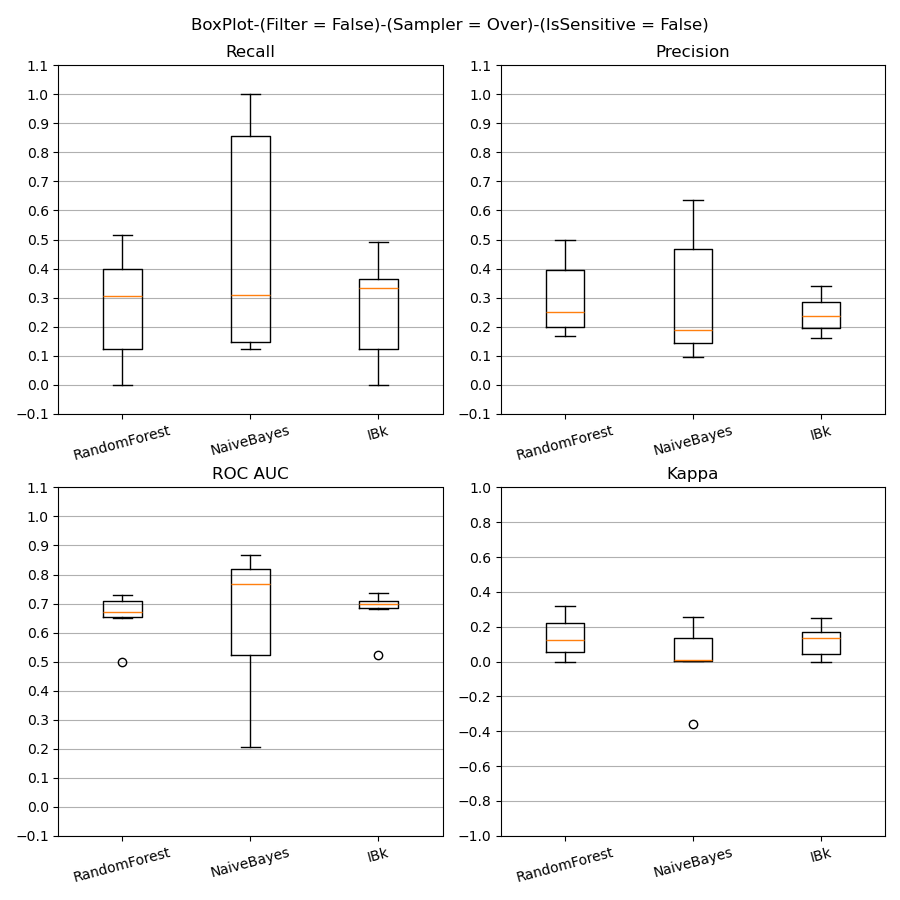 BoxPlot-(Filter = False)-(Sampler = Over)-(IsSensitive = False)
Recall
1.1
1.0
0.9
0.8
0.7
0.6
0.5
0.4
0.3
0.2
0.1
0.0
−0.1
RandomForest
NaiveBayes
IBk
Precision
1.1
1.0
0.9
0.8
0.7
0.6
0.5
0.4
0.3
0.2
0.1
0.0
−0.1
RandomForest
NaiveBayes
IBk
ROC AUC
1.1
1.0
0.9
0.8
0.7
0.6
0.5
0.4
0.3
0.2
0.1
0.0
−0.1
RandomForest
NaiveBayes
IBk
Kappa
1.0
0.8
0.6
0.4
0.2
0.0
−0.2
−0.4
−0.6
−0.8
−1.0
RandomForest
NaiveBayes
IBk